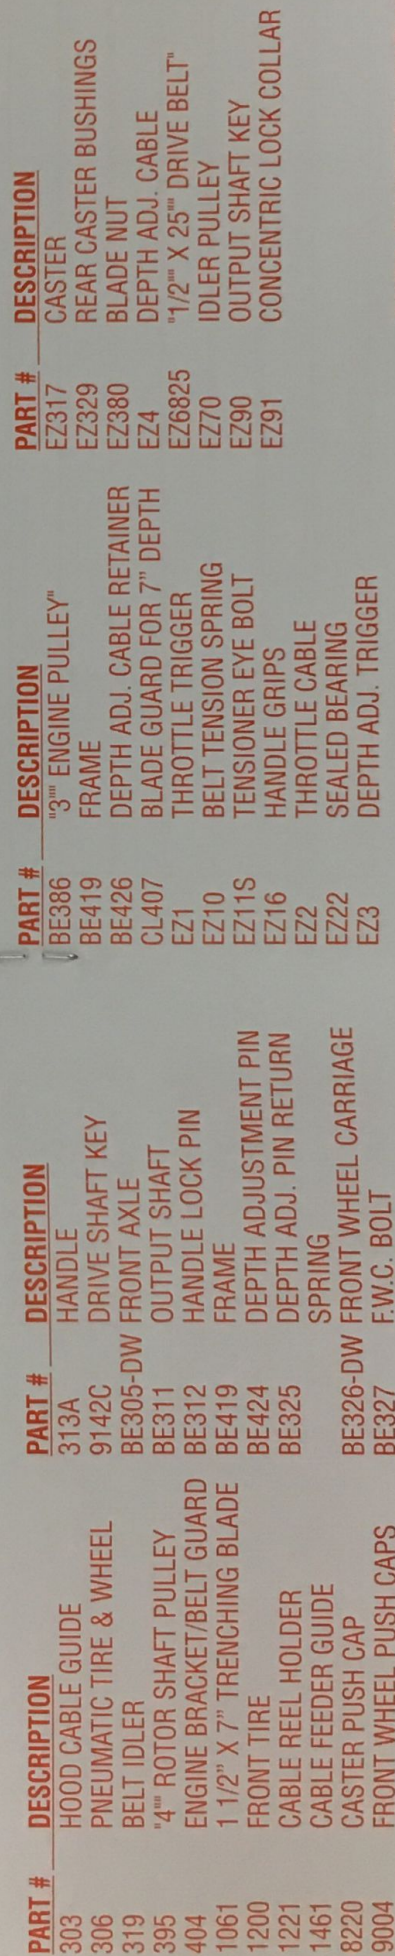 PART # DESCRIPTION
303 HOOD CABLE GUIDE
306 PNEUMATIC TIRE & WHEEL
319 BELT IDLER
395 "4"" ROTOR SHAFT PULLEY
404 ENGINE BRACKET/BELT GUARD
1061 1 1/2” X 7” TRENCHING BLADE
1200 FRONT TIRE
1221 CABLE REEL HOLDER
1461 CABLE FEEDER GUIDE
8220 CASTER PUSH CAP
9004 FRONT WHEEL PUSH CAPS
PART # DESCRIPTION
313A HANDLE
9142C DRIVE SHAFT KEY
BE305-DW FRONT AXLE
BE311 OUTPUT SHAFT
BE312 HANDLE LOCK PIN
BE419 FRAME
BE424 DEPTH ADJUSTMENT PIN
BE325 DEPTH ADJ. PIN RETURN
SPRING
BE326-DW FRONT WHEEL CARRIAGE
BE327 F.W.C. BOLT
PART # DESCRIPTION
BE386 "3"" ENGINE PULLEY"
BE419 FRAME
BE426 DEPTH ADJ. CABLE RETAINER
CL407 BLADE GUARD FOR 7” DEPTH
EZ1 THROTTLE TRIGGER
EZ10 BELT TENSION SPRING
EZ11S TENSIONER EYE BOLT
EZ16 HANDLE GRIPS
EZ2 THROTTLE CABLE
EZ22 SEALED BEARING
EZ3 DEPTH ADJ. TRIGGER
PART # DESCRIPTION
EZ317 CASTER
EZ329 REAR CASTER BUSHINGS
EZ380 BLADE NUT
EZ4 DEPTH ADJ. CABLE
EZ6825 "1/2"" X 25"" DRIVE BELT"
EZ70 IDLER PULLEY
EZ90 OUTPUT SHAFT KEY
EZ91 CONCENTRIC LOCK COLLAR